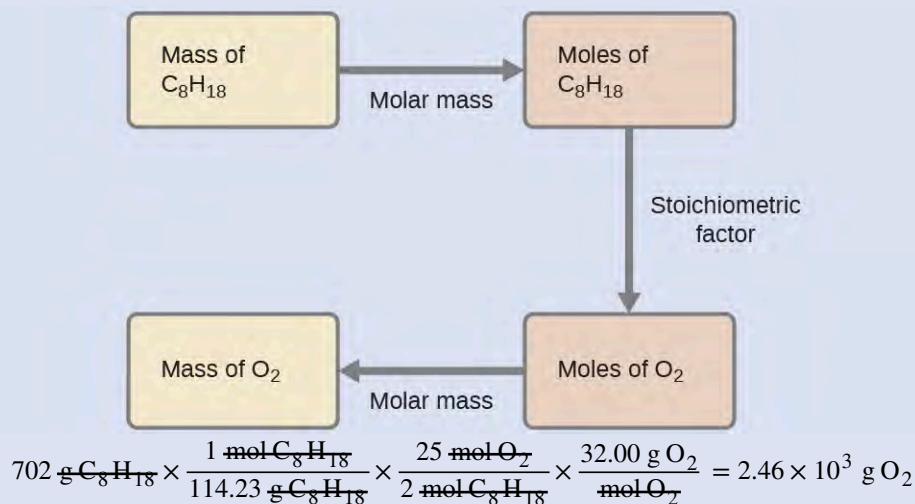 Mass of
C₈H₁₈
Molar mass
Moles of
C₈H₁₈
Stoichiometric
factor
Mass of O₂
Molar mass
Moles of O₂
702 g C₈H₁₈ × 1 mol C₈H₁₈ / 114.23 g C₈H₁₈ × 25 mol O₂ / 2 mol C₈H₁₈ × 32.00 g O₂ / mol O₂ = 2.46 × 10³ g O₂